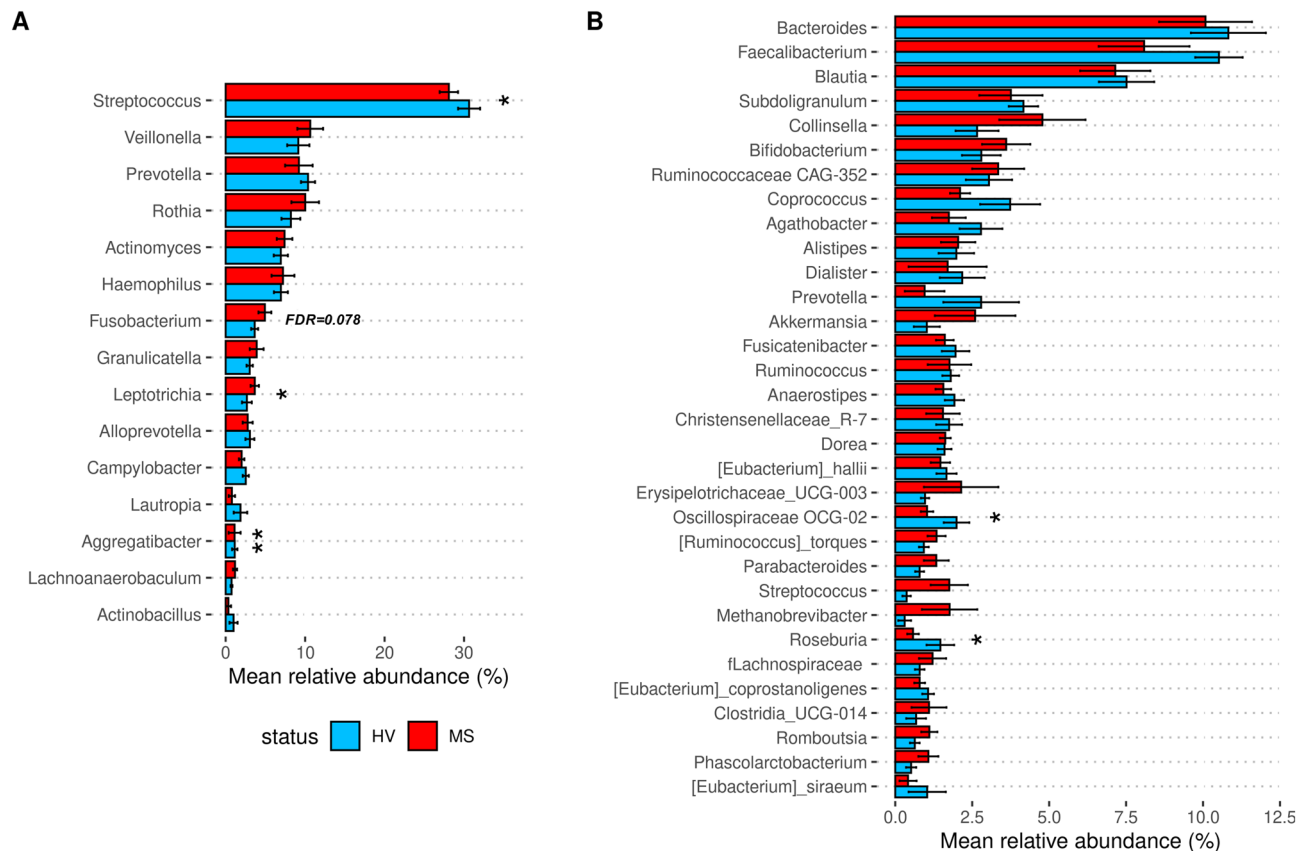 A
Streptococcus
*
Veillonella
Prevotella
Rothia
Actinomyces
Haemophilus
Fusobacterium
FDR=0.078
Granulicatella
Leptotrichia
*
Alloprevotella
Campylobacter
Lautropia
Aggregatibacter
*
*
Lachnoanaerobaculum
Actinobacillus
0 10 20 30
Mean relative abundance (%)
status HV MS
B
Bacteroides
Faecalibacterium
Blautia
Subdoligranulum
Collinsella
Bifidobacterium
Ruminococcaceae CAG-352
Coprococcus
Agathobacter
Alistipes
Dialister
Prevotella
Akkermansia
Fusicatenibacter
Ruminococcus
Anaerostipes
Christensenellaceae_R-7
Dorea
[Eubacterium]_hallii
Erysipelotrichaceae_UCG-003
Oscillospiraceae OCG-02
*
[Ruminococcus]_torques
Parabacteroides
Streptococcus
Methanobrevibacter
Roseburia
*
fLachnospiraceae
[Eubacterium]_coprostanoligenes
Clostridia_UCG-014
Romboutsia
Phascolarctobacterium
[Eubacterium]_siraeum
0.0 2.5 5.0 7.5 10.0 12.5
Mean relative abundance (%)